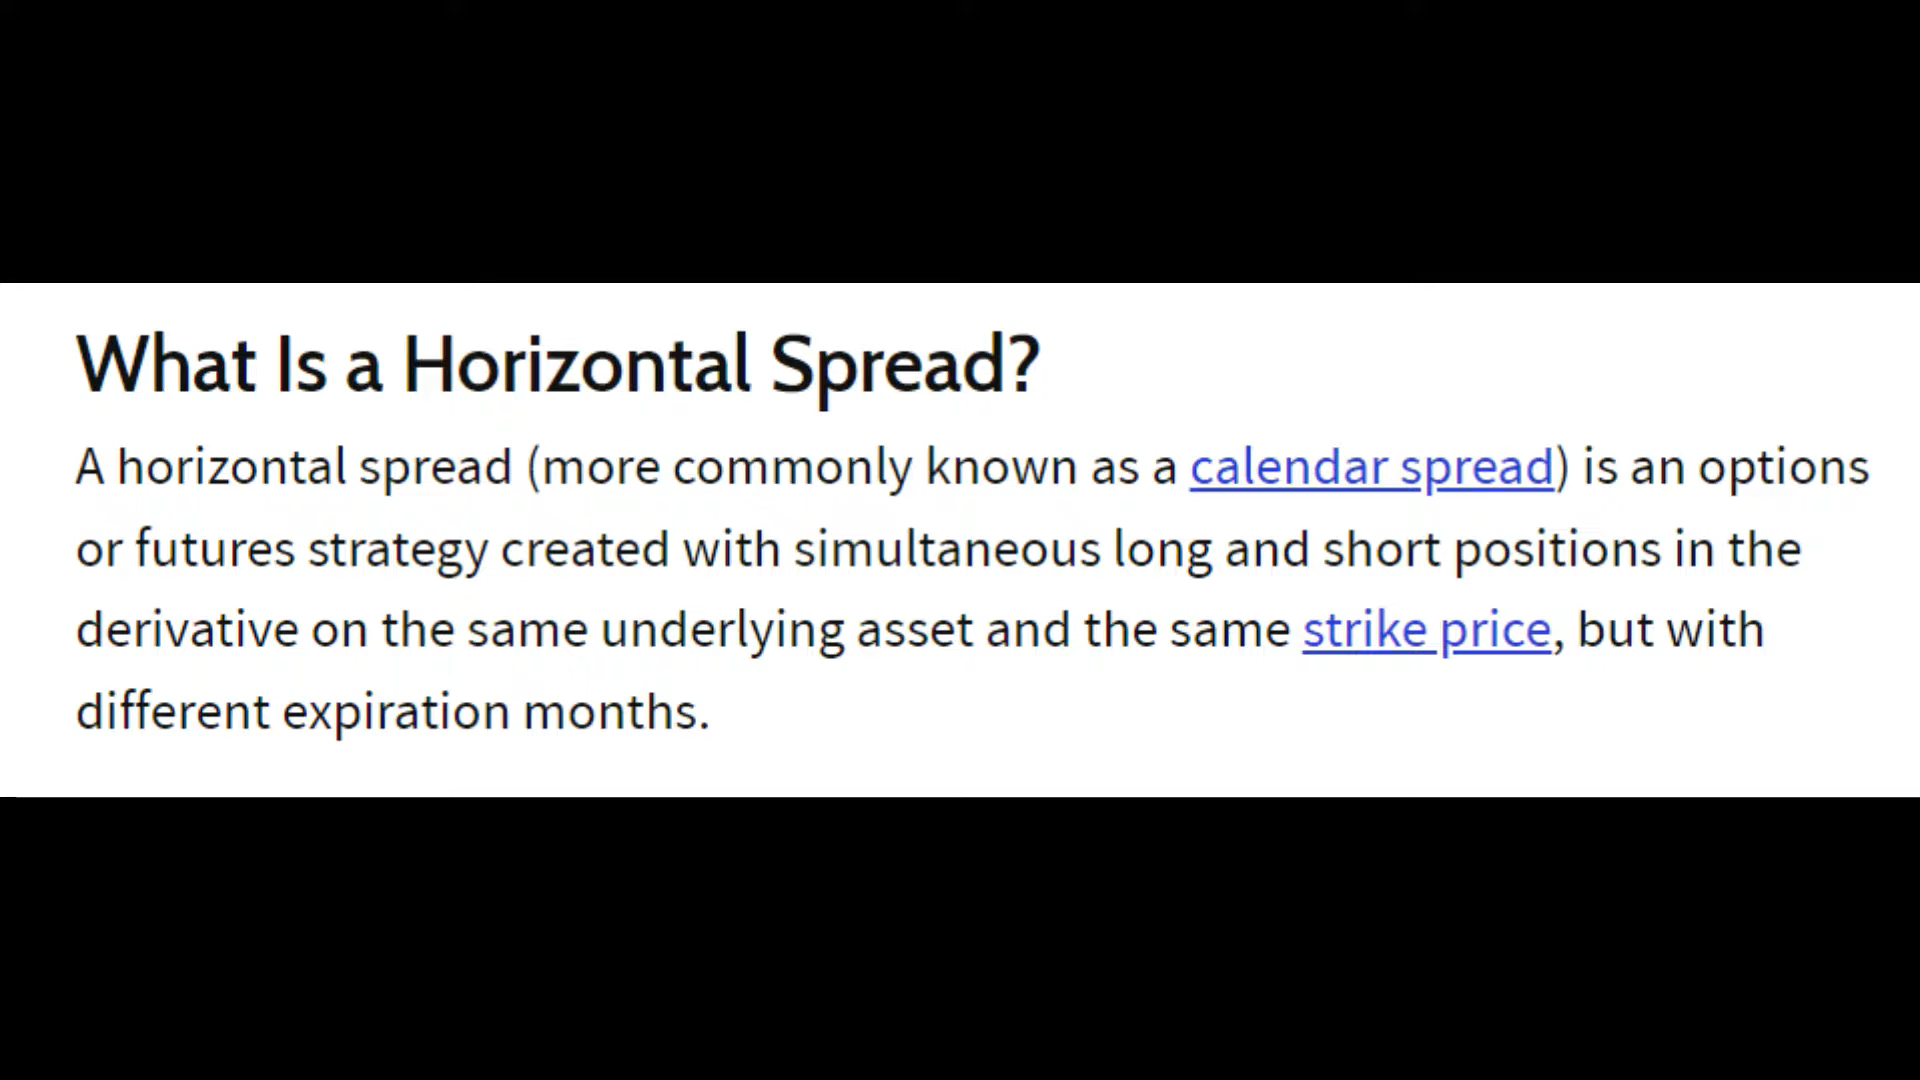 What Is a Horizontal Spread?
A horizontal spread (more commonly known as a calendar spread) is an options
or futures strategy created with simultaneous long and short positions in the
derivative on the same underlying asset and the same strike price, but with
different expiration months.